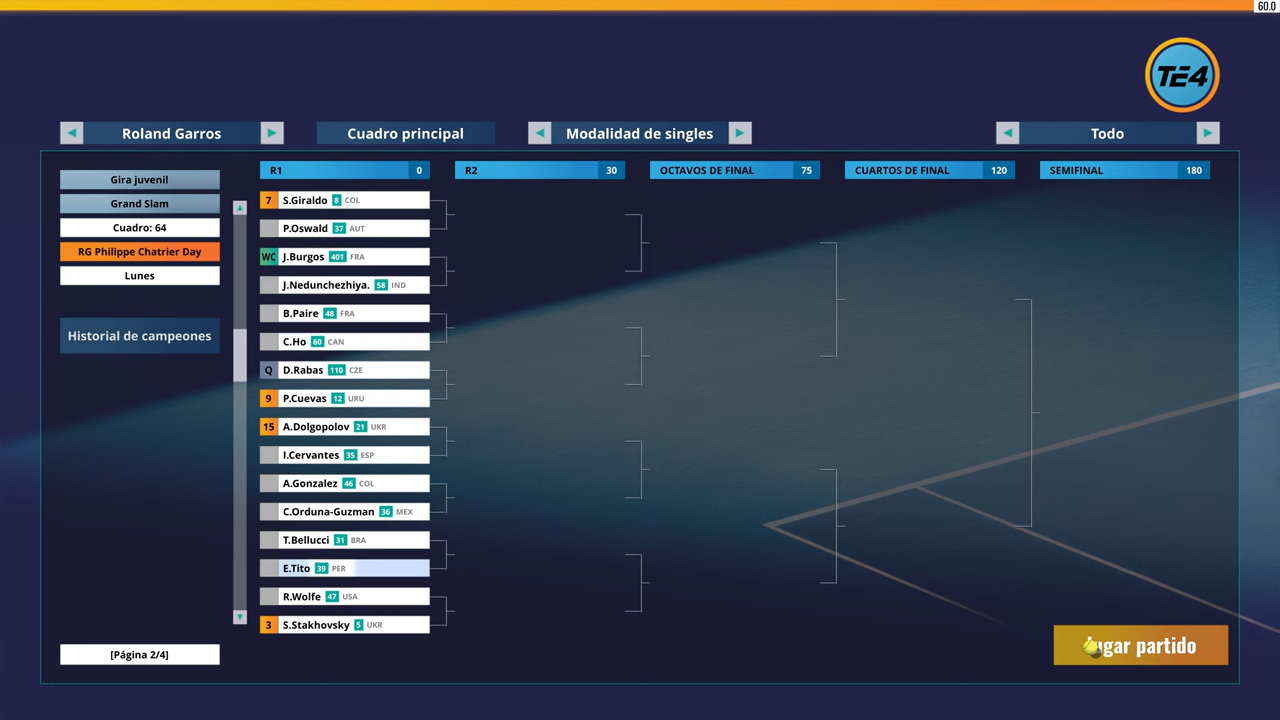 60.0
TE4
Roland Garros
Cuadro principal
Modalidad de singles
Todo
R1 0
R2 30
OCTAVOS DE FINAL 75
CUARTOS DE FINAL 120
SEMIFINAL 180
Gira juvenil
Grand Slam
Cuadro: 64
RG Philippe Chatrier Day
Lunes
Historial de campeones
[Página 2/4]
7 S.Giraldo 8 COL
P.Oswald 37 AUT
WC J.Burgos 401 FRA
J.Nedunchezhiya. 58 IND
B.Paire 48 FRA
C.Ho 60 CAN
Q D.Rabas 110 CZE
9 P.Cuevas 12 URU
15 A.Dolgopolov 21 UKR
I.Cervantes 35 ESP
A.Gonzalez 46 COL
C.Orduna-Guzman 36 MEX
T.Bellucci 31 BRA
E.Tito 39 PER
R.Wolfe 47 USA
3 S.Stakhovsky 5 UKR
Jugar partido